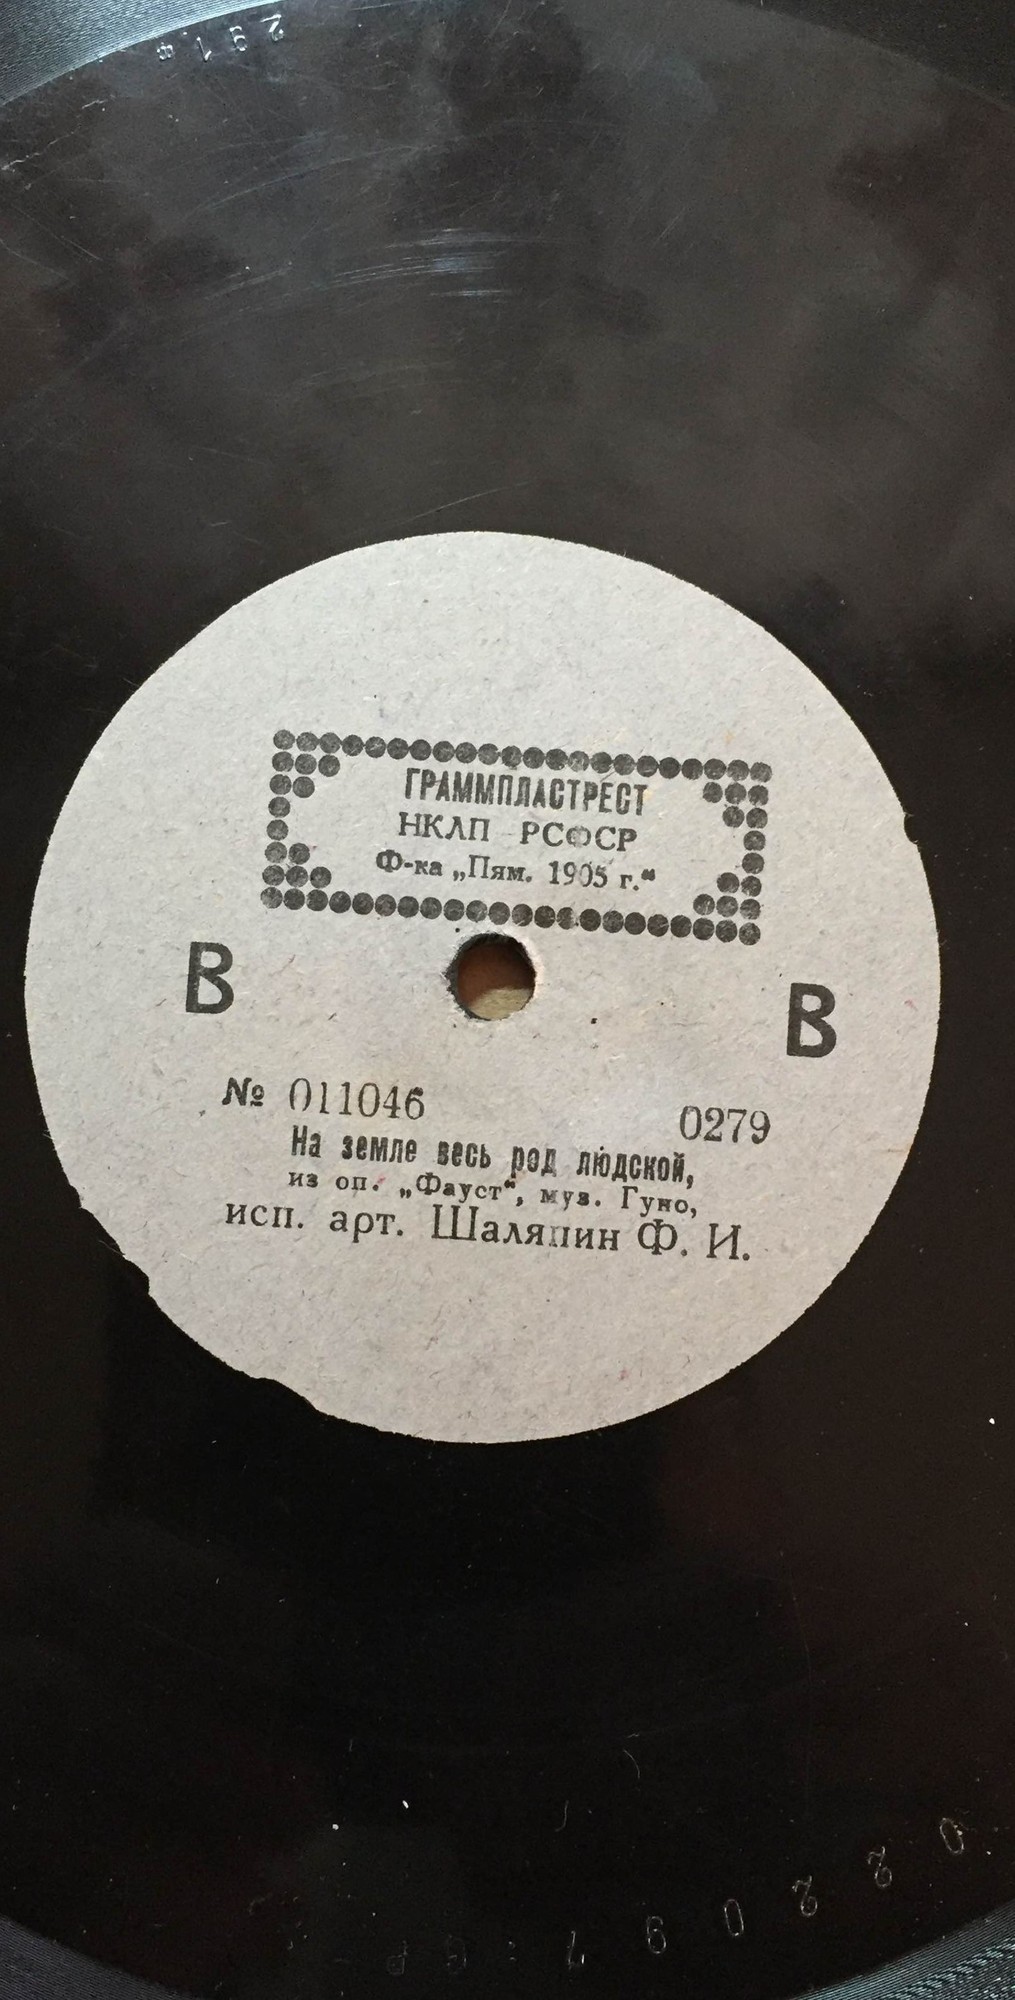 ГРАММПЛАСТРЕСТ
НКЛП РСФСР
Ф-ка „Пям. 1905 г.“
В В
№ 011046 0279
На земле весь род людской,
из оп. „Фауст“, муз. Гуно,
исп. арт. Шаляпин Ф. И.